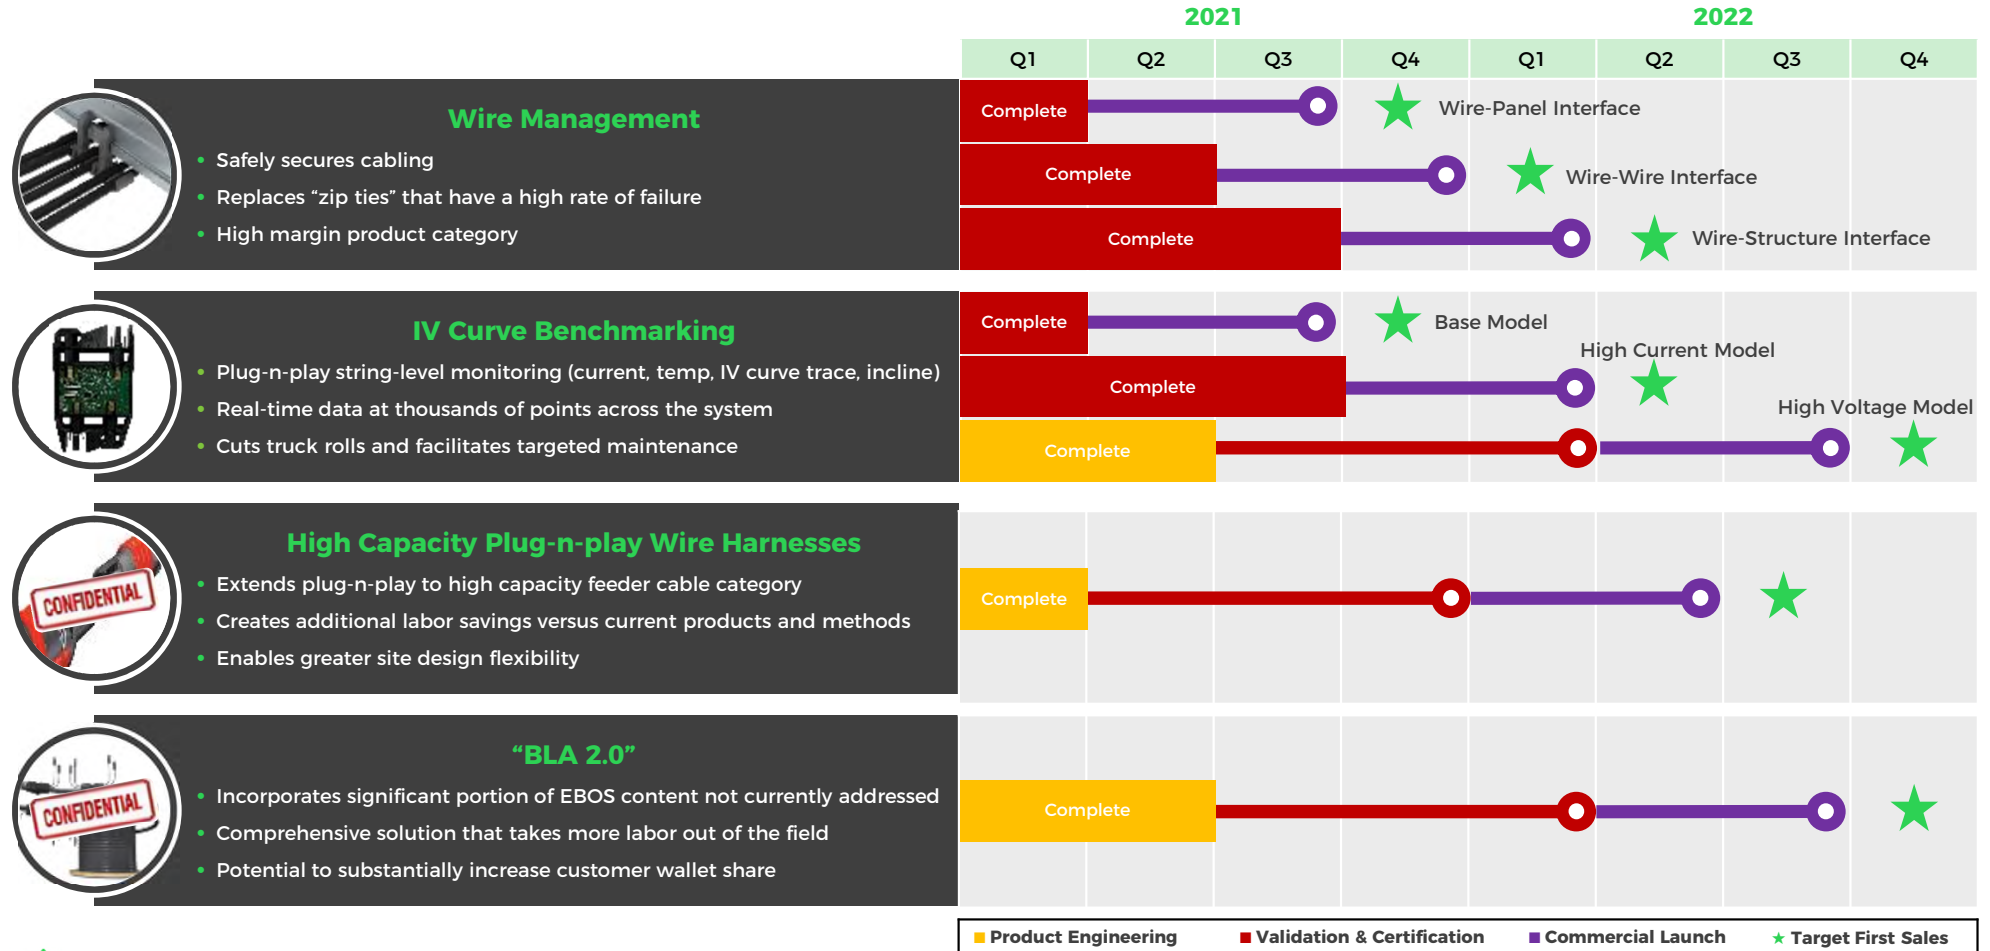 2021 2022
Q1 Q2 Q3 Q4 Q1 Q2 Q3 Q4
Wire Management
• Safely secures cabling
• Replaces “zip ties” that have a high rate of failure
• High margin product category
Complete
Wire-Panel Interface
Complete
Wire-Wire Interface
Complete
Wire-Structure Interface
IV Curve Benchmarking
• Plug-n-play string-level monitoring (current, temp, IV curve trace, incline)
• Real-time data at thousands of points across the system
• Cuts truck rolls and facilitates targeted maintenance
Complete
Base Model
High Current Model
Complete
High Voltage Model
Complete
CONFIDENTIAL
High Capacity Plug-n-play Wire Harnesses
• Extends plug-n-play to high capacity feeder cable category
• Creates additional labor savings versus current products and methods
• Enables greater site design flexibility
Complete
CONFIDENTIAL
“BLA 2.0”
• Incorporates significant portion of EBOS content not currently addressed
• Comprehensive solution that takes more labor out of the field
• Potential to substantially increase customer wallet share
Complete
Product Engineering Validation & Certification Commercial Launch Target First Sales